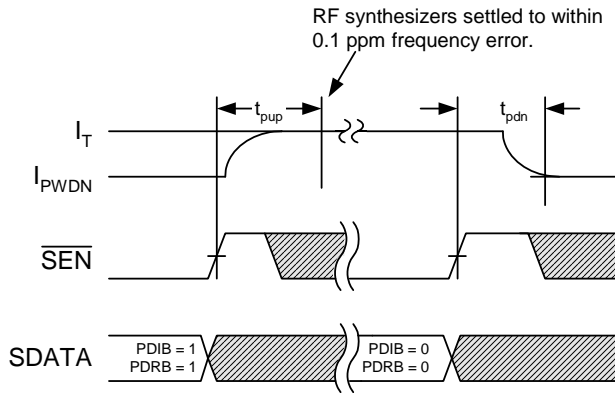 RF synthesizers settled to within
0.1 ppm frequency error.
t_pup
t_pdn
I_T
I_PWDN
SEN
SDATA
PDIB = 1
PDRB = 1
PDIB = 0
PDRB = 0